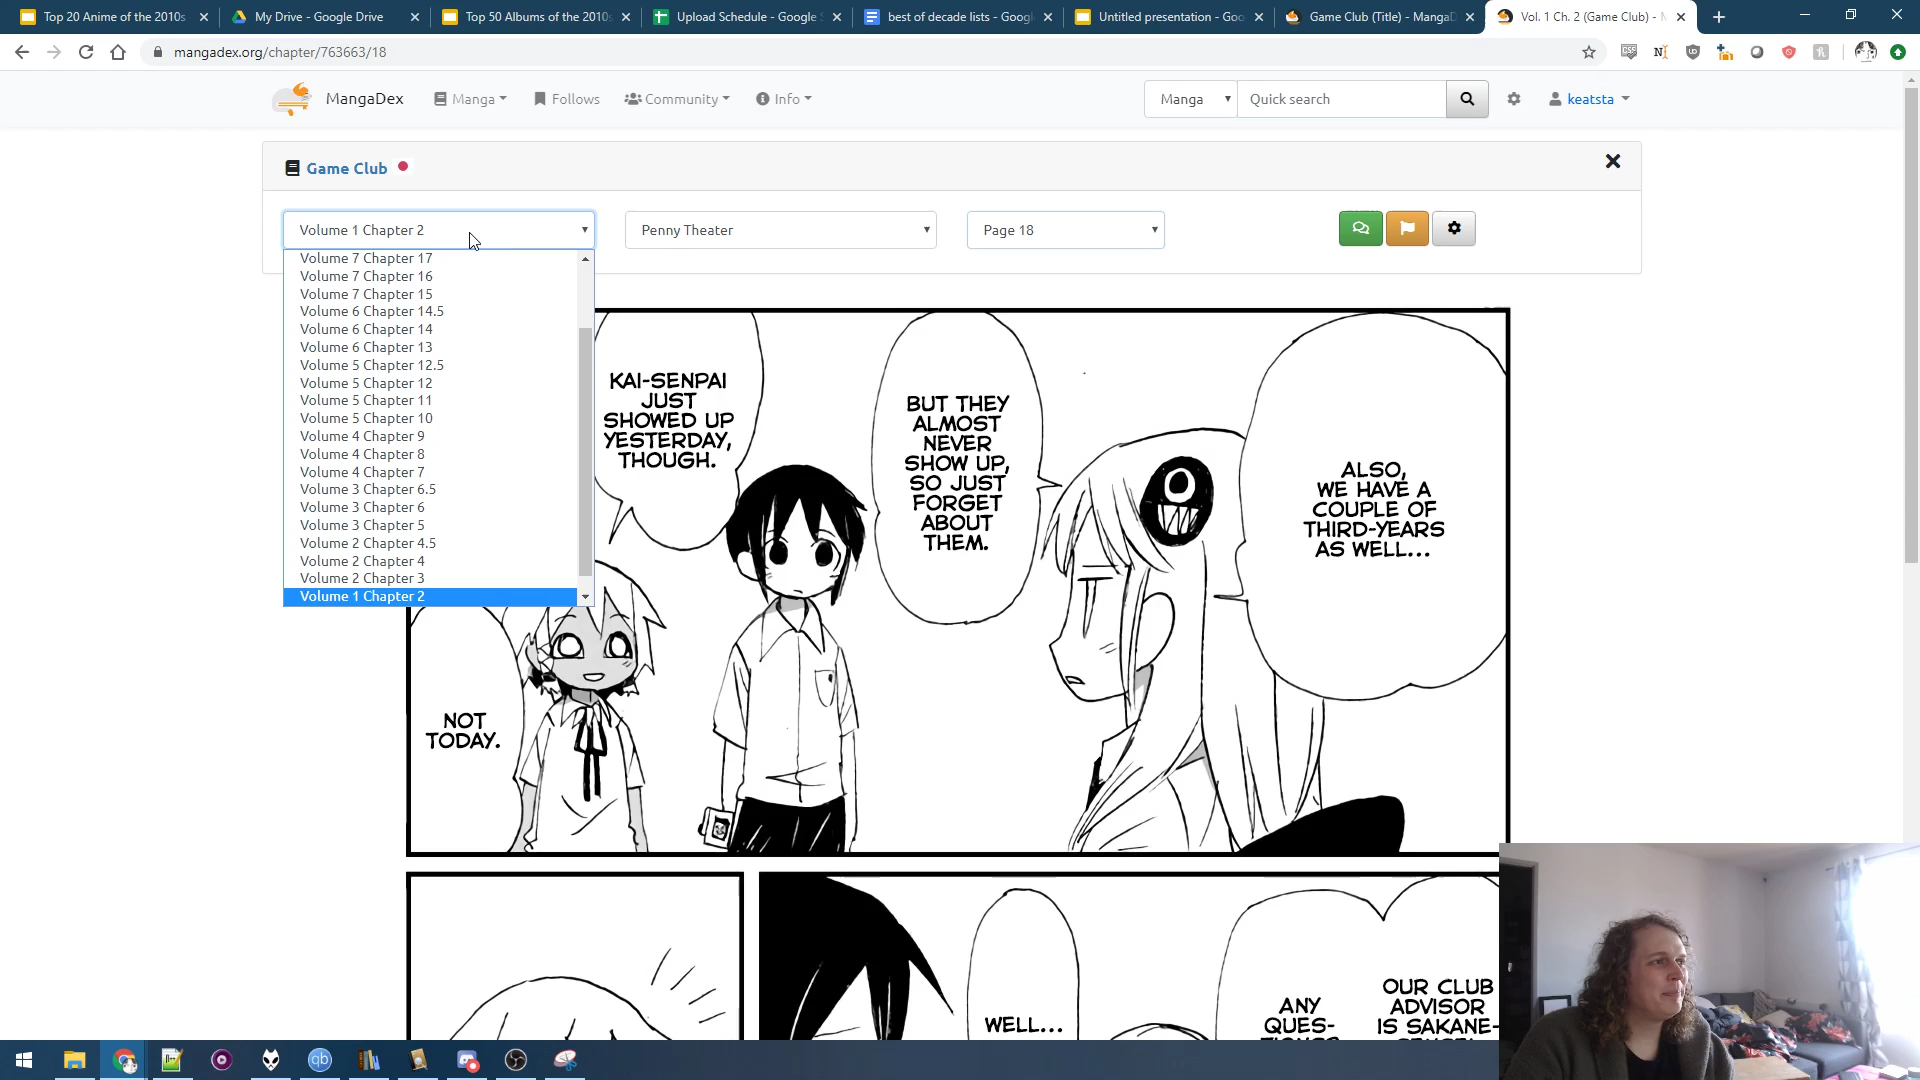 Top 20 Anime of the 2010s
My Drive - Google Drive
Top 50 Albums of the 2010s
Upload Schedule - Google S
best of decade lists - Googl
Untitled presentation - Goo
Game Club (Title) - MangaD
Vol. 1 Ch. 2 (Game Club) - M
mangadex.org/chapter/763663/18
MangaDex
Manga
Follows
Community
Info
Manga
Quick search
keatsta
Game Club
Volume 1 Chapter 2
Penny Theater
Page 18
Volume 7 Chapter 17
Volume 7 Chapter 16
Volume 7 Chapter 15
Volume 6 Chapter 14.5
Volume 6 Chapter 14
Volume 6 Chapter 13
Volume 5 Chapter 12.5
Volume 5 Chapter 12
Volume 5 Chapter 11
Volume 5 Chapter 10
Volume 4 Chapter 9
Volume 4 Chapter 8
Volume 4 Chapter 7
Volume 3 Chapter 6.5
Volume 3 Chapter 6
Volume 3 Chapter 5
Volume 2 Chapter 4.5
Volume 2 Chapter 4
Volume 2 Chapter 3
Volume 1 Chapter 2
ALSO,
WE HAVE A
COUPLE OF
THIRD-YEARS
AS WELL...
BUT THEY
ALMOST
NEVER
SHOW UP,
SO JUST
FORGET
ABOUT
THEM.
KAI-SENPAI
JUST
SHOWED UP
YESTERDAY,
THOUGH.
NOT
TODAY.
OUR CLUB
ADVISOR
IS SAKANE-
ANY
QUES-
WELL...